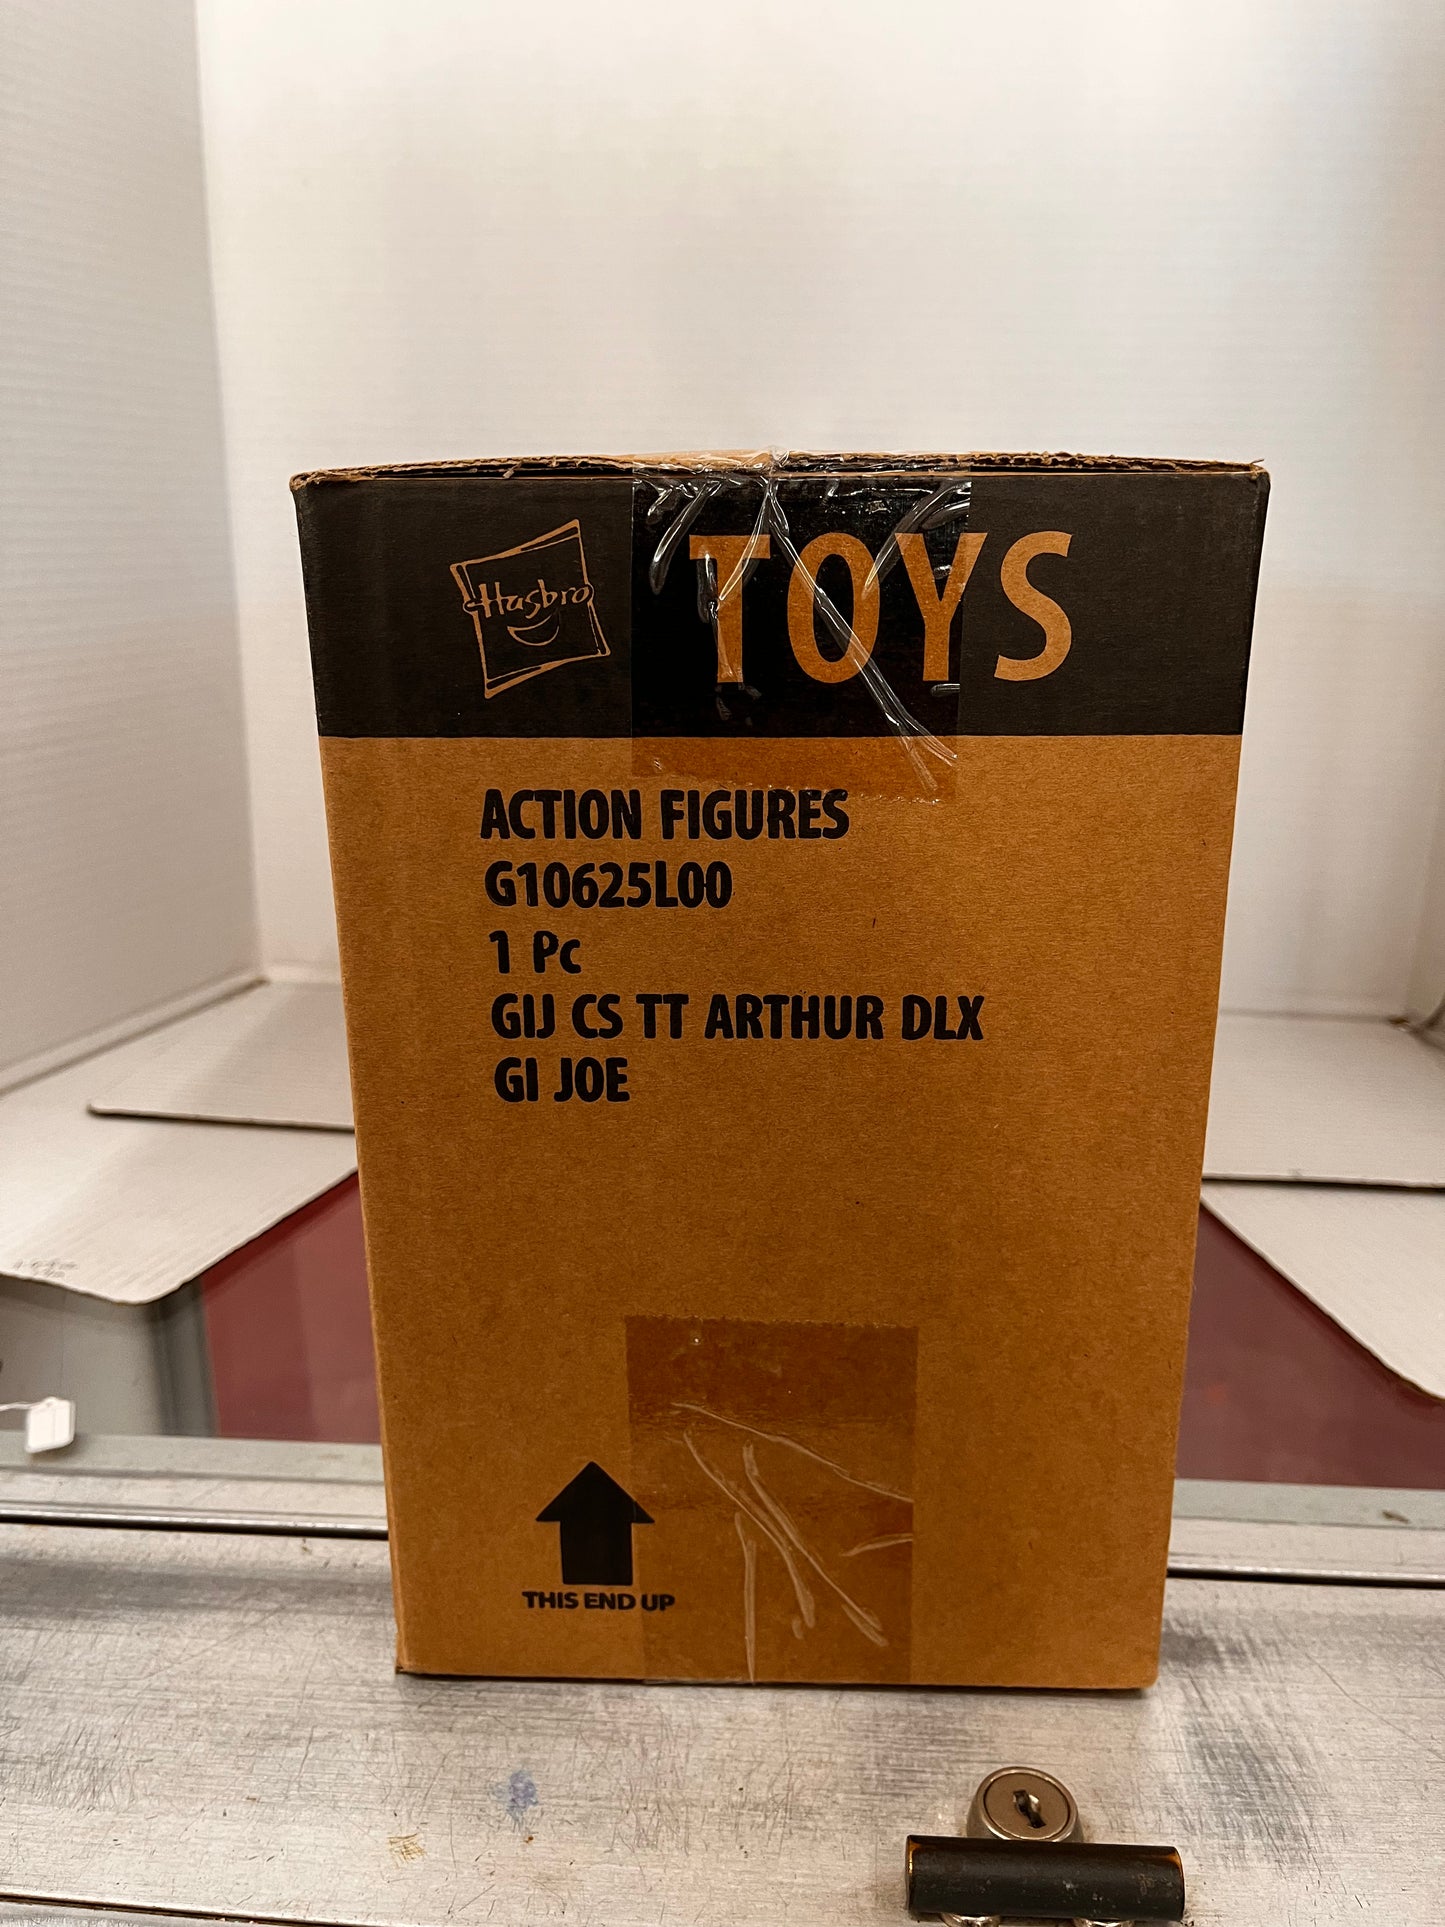 Hasbro
TOYS
ACTION FIGURES
G10625L00
1 Pc
GIJ CS TT ARTHUR DLX
GI JOE
THIS END UP